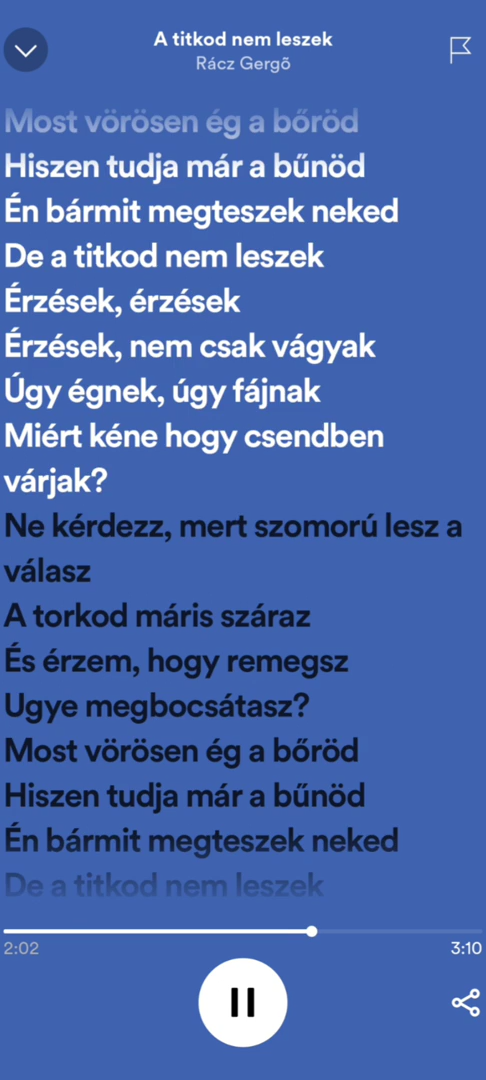 A titkod nem leszek
Rácz Gergõ
Most vörösen ég a bőröd
Hiszen tudja már a bűnöd
Én bármit megteszek neked
De a titkod nem leszek
Érzések, érzések
Érzések, nem csak vágyak
Úgy égnek, úgy fájnak
Miért kéne hogy csendben
várjak?
Ne kérdezz, mert szomorú lesz a
válasz
A torkod máris száraz
És érzem, hogy remegsz
Ugye megbocsátasz?
Most vörösen ég a bőröd
Hiszen tudja már a bűnöd
Én bármit megteszek neked
De a titkod nem leszek
2:02
3:10